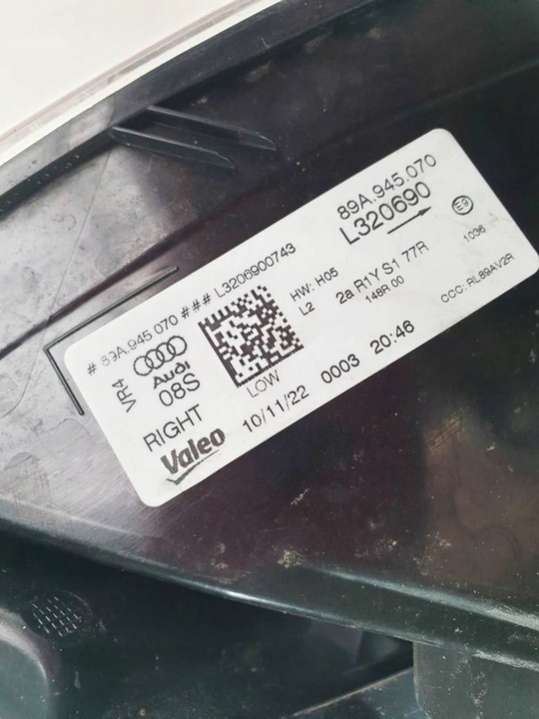 # 89A.945.070 ### L3206900743
89A.945.070
L320690
VR4
Audi
08S
RIGHT
Valeo
LOW
HW: H05
L2
2a R1Y S1 77R
148R 00
E9
1036
CCC: RL89AV2R
10/11/22 0003 20:46